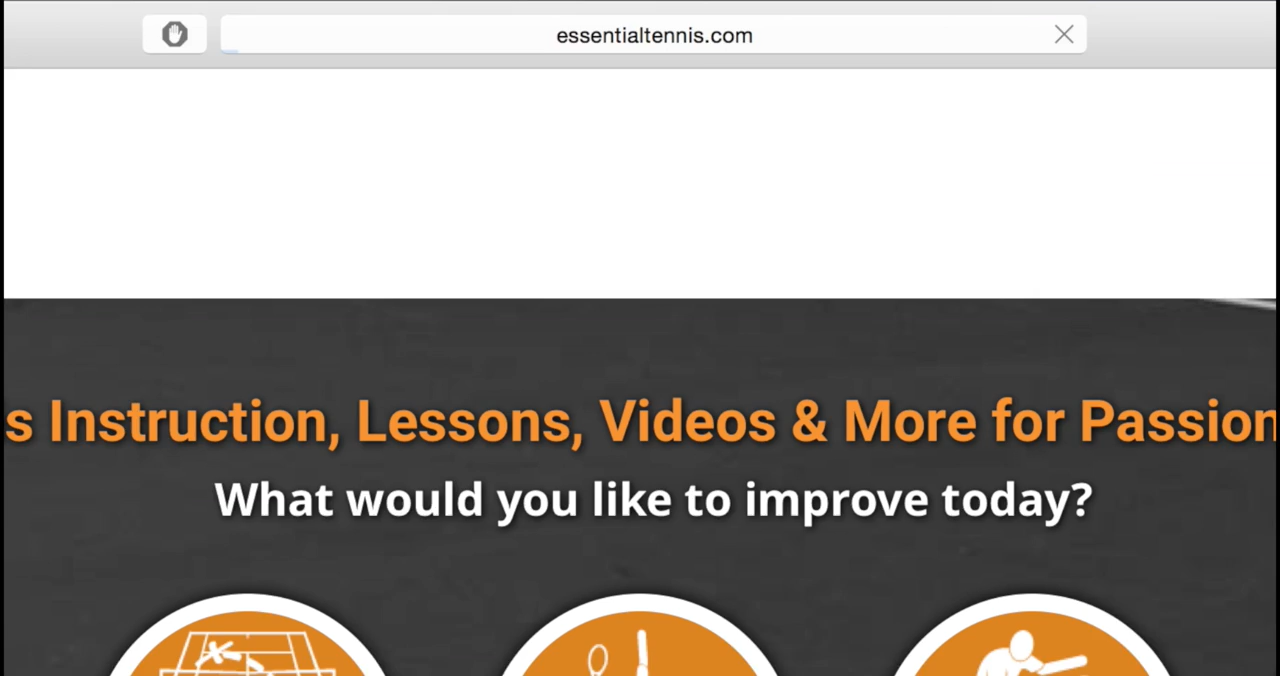 essentialtennis.com
s Instruction, Lessons, Videos & More for Passion
What would you like to improve today?